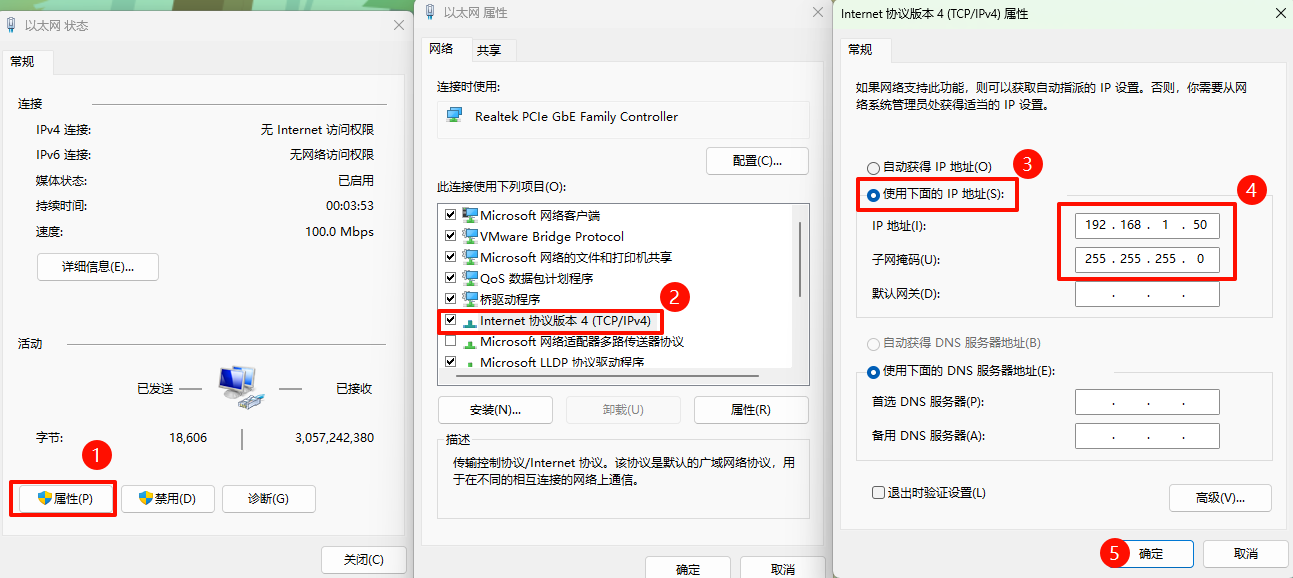 以太网 状态
常规
连接
IPv4 连接: 无 Internet 访问权限
IPv6 连接: 无网络访问权限
媒体状态: 已启用
持续时间: 00:03:53
速度: 100.0 Mbps
详细信息(E)...
活动
已发送 已接收
字节: 18,606 3,057,242,380
1
属性(P) 禁用(D) 诊断(G)
关闭(C)
以太网 属性
网络 共享
连接时使用:
Realtek PCIe GbE Family Controller
配置(C)...
此连接使用下列项目(O):
Microsoft 网络客户端
VMware Bridge Protocol
Microsoft 网络的文件和打印机共享
QoS 数据包计划程序
桥驱动程序
2
Internet 协议版本 4 (TCP/IPv4)
Microsoft 网络适配器多路传送器协议
Microsoft LLDP 协议驱动程序
安装(N)... 卸载(U) 属性(R)
描述
传输控制协议/Internet 协议。该协议是默认的广域网络协议，用
于在不同的相互连接的网络上通信。
确定 取消
Internet 协议版本 4 (TCP/IPv4) 属性
常规
如果网络支持此功能，则可以获取自动指派的 IP 设置。否则，你需要从网
络系统管理员处获得适当的 IP 设置。
自动获得 IP 地址(O)
3
使用下面的 IP 地址(S):
4
IP 地址(I): 192 . 168 . 1 . 50
子网掩码(U): 255 . 255 . 255 . 0
默认网关(D): . . .
自动获得 DNS 服务器地址(B)
使用下面的 DNS 服务器地址(E):
首选 DNS 服务器(P): . . .
备用 DNS 服务器(A): . . .
退出时验证设置(L)
高级(V)...
5
确定 取消